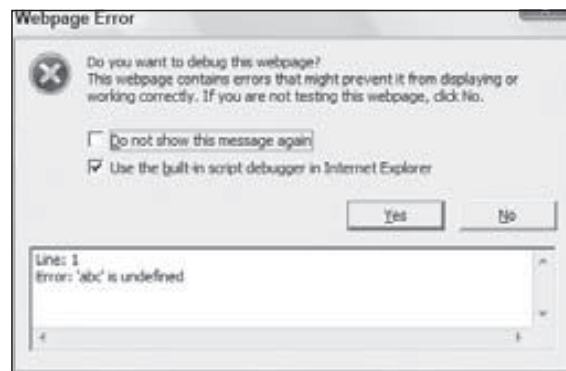 Webpage Error
Do you want to debug this webpage?
This webpage contains errors that might prevent it from displaying or
working correctly. If you are not testing this webpage, click No.
Do not show this message again
Use the built-in script debugger in Internet Explorer
Yes
No
Line: 1
Error: 'abc' is undefined